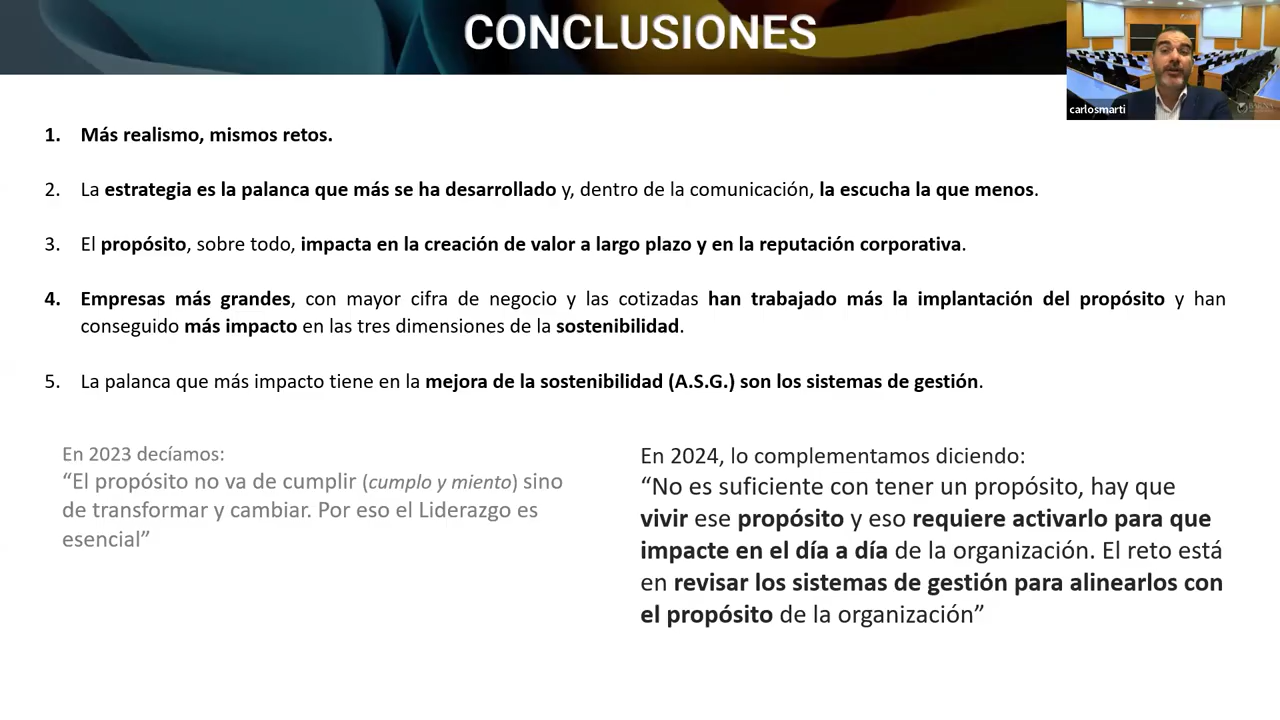 CONCLUSIONES
carlosmarti
1. Más realismo, mismos retos.
2. La estrategia es la palanca que más se ha desarrollado y, dentro de la comunicación, la escucha la que menos.
3. El propósito, sobre todo, impacta en la creación de valor a largo plazo y en la reputación corporativa.
4. Empresas más grandes, con mayor cifra de negocio y las cotizadas han trabajado más la implantación del propósito y han
conseguido más impacto en las tres dimensiones de la sostenibilidad.
5. La palanca que más impacto tiene en la mejora de la sostenibilidad (A.S.G.) son los sistemas de gestión.
En 2023 decíamos:
“El propósito no va de cumplir (cumplo y miento) sino
de transformar y cambiar. Por eso el Liderazgo es
esencial”
En 2024, lo complementamos diciendo:
“No es suficiente con tener un propósito, hay que
vivir ese propósito y eso requiere activarlo para que
impacte en el día a día de la organización. El reto está
en revisar los sistemas de gestión para alinearlos con
el propósito de la organización”